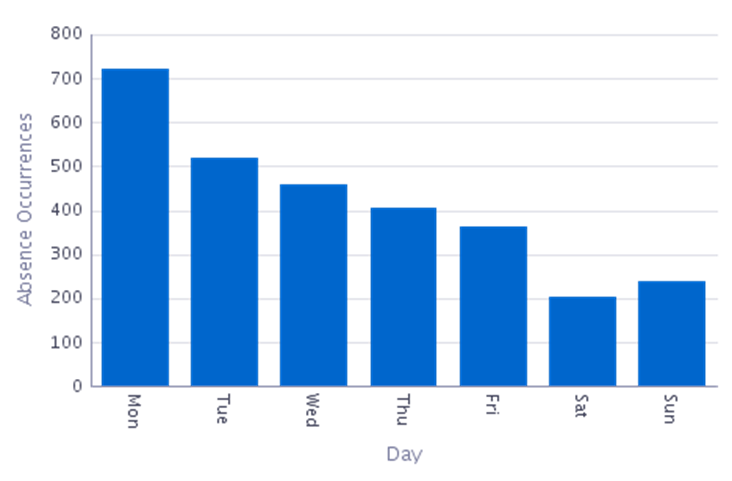 800
700
600
500
400
300
200
100
0
Absence Occurrences
Mon
Tue
Wed
Thu
Fri
Sat
Sun
Day